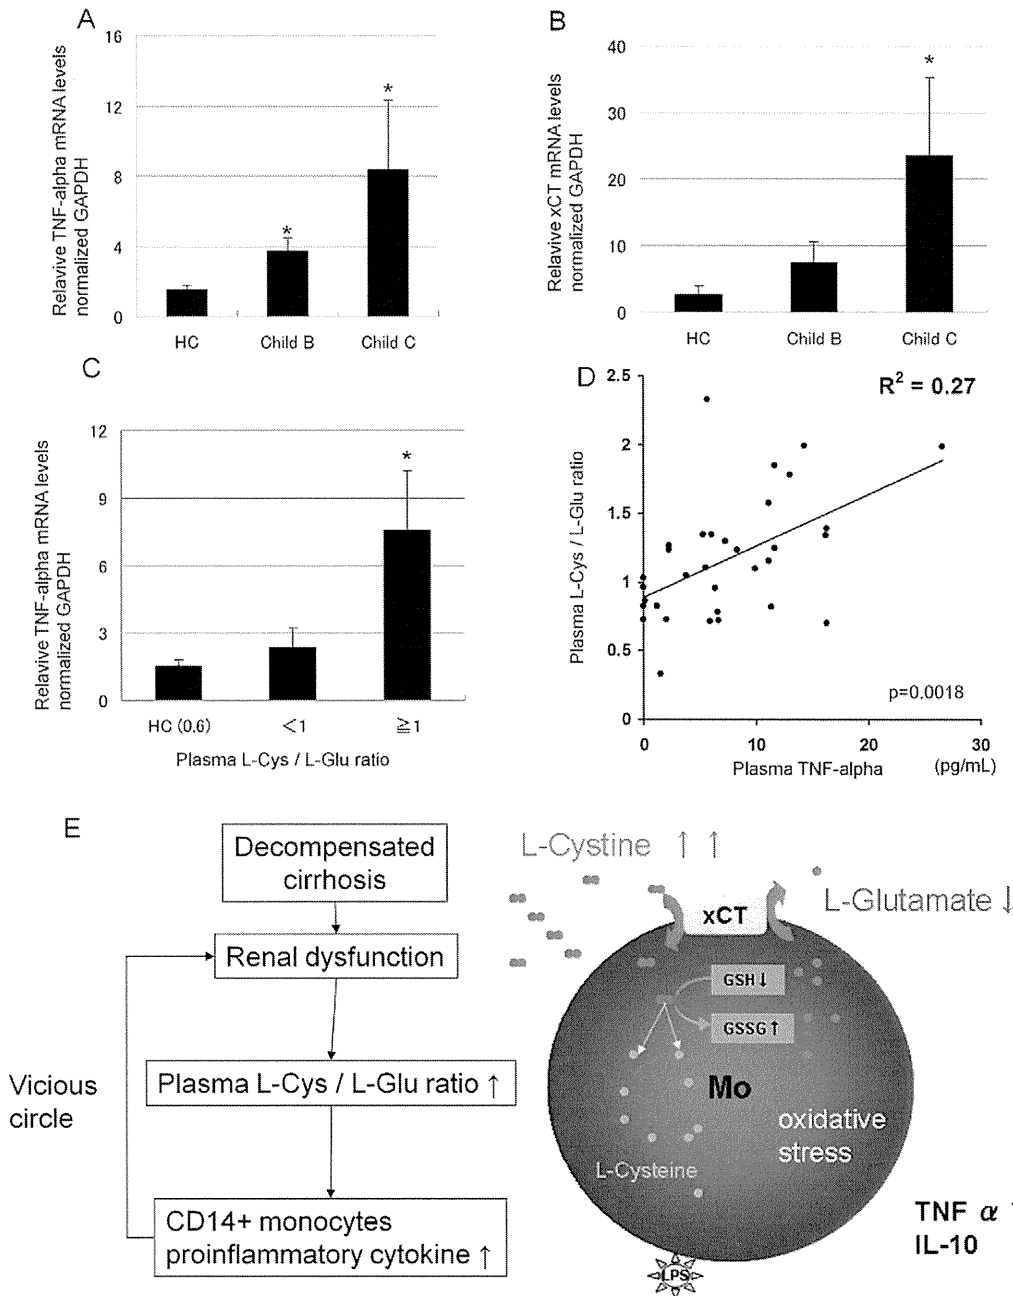 A
Relavive TNF-alpha mRNA levels
normalized GAPDH
16
12
8
4
0
*
*
HC
Child B
Child C
B
Relavive xCT mRNA levels
normalized GAPDH
40
30
20
10
0
*
HC
Child B
Child C
C
Relavive TNF-alpha mRNA levels
normalized GAPDH
12
9
6
3
0
*
HC (0.6)
<1
≧1
Plasma L-Cys / L-Glu ratio
D
Plasma L-Cys / L-Glu ratio
2.5
2
1.5
1
0.5
0
R² = 0.27
p=0.0018
0
10
20
30
Plasma TNF-alpha
(pg/mL)
E
Decompensated
cirrhosis
Renal dysfunction
Plasma L-Cys / L-Glu ratio ↑
CD14+ monocytes
proinflammatory cytokine ↑
Vicious
circle
L-Cystine ↑ ↑
xCT
L-Glutamate ↓
GSH↓
GSSG↑
Mo
oxidative
stress
L-Cysteine
LPS
TNF α
IL-10